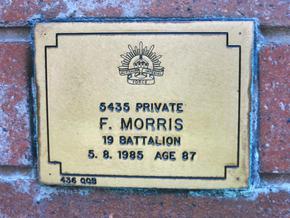 5435 PRIVATE
F. MORRIS
19 BATTALION
5. 8. 1985 AGE 87